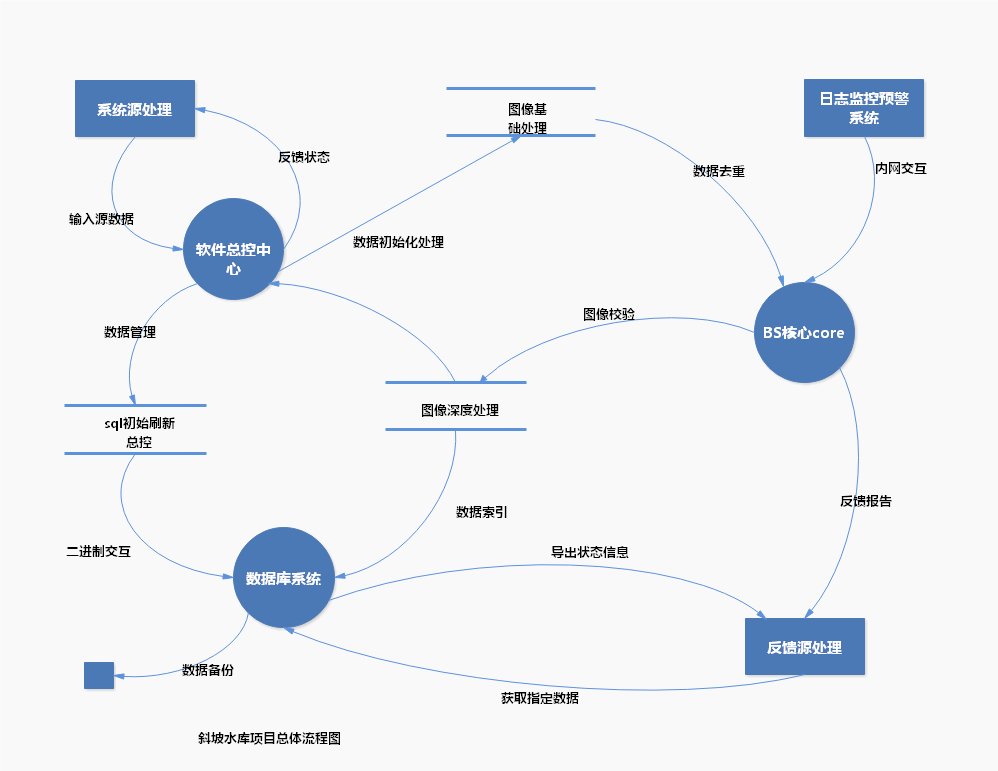 系统源处理
图像基
础处理
日志监控预警
系统
反馈状态
数据去重
内网交互
输入源数据
软件总控中
心
数据初始化处理
图像校验
BS核心core
数据管理
sql初始刷新
总控
图像深度处理
反馈报告
数据索引
二进制交互
导出状态信息
数据库系统
反馈源处理
数据备份
获取指定数据
斜坡水库项目总体流程图